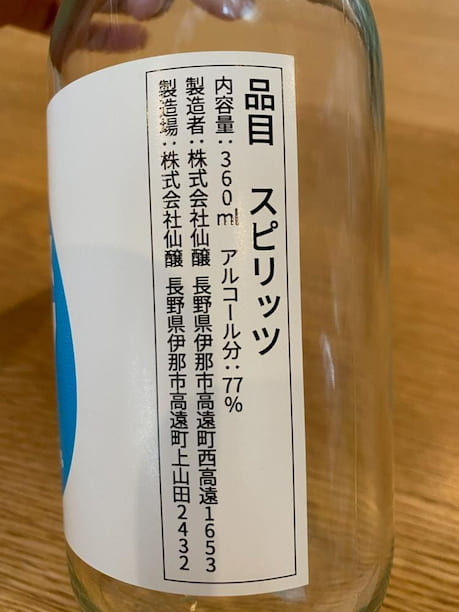 品目　スピリッツ
内容量：360ml　アルコール分：77%
製造者：株式会社仙醸 長野県伊那市高遠町西高遠1653
製造場：株式会社仙醸 長野県伊那市高遠町上山田2432